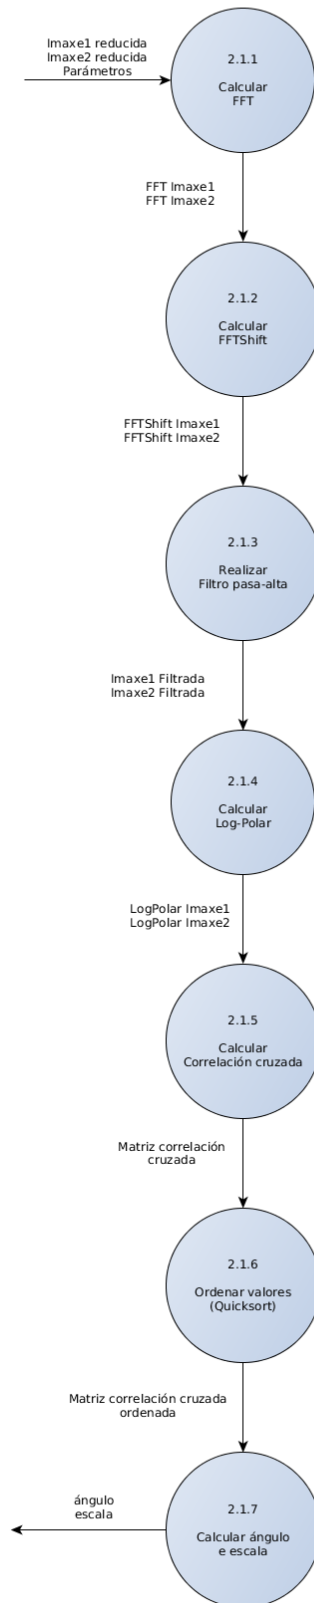 Imaxe1 reducida
Imaxe2 reducida
Parámetros
2.1.1
Calcular
FFT
FFT Imaxe1
FFT Imaxe2
2.1.2
Calcular
FFTShift
FFTShift Imaxe1
FFTShift Imaxe2
2.1.3
Realizar
Filtro pasa-alta
Imaxe1 Filtrada
Imaxe2 Filtrada
2.1.4
Calcular
Log-Polar
LogPolar Imaxe1
LogPolar Imaxe2
2.1.5
Calcular
Correlación cruzada
Matriz correlación
cruzada
2.1.6
Ordenar valores
(Quicksort)
Matriz correlación cruzada
ordenada
2.1.7
Calcular ángulo
e escala
ángulo
escala